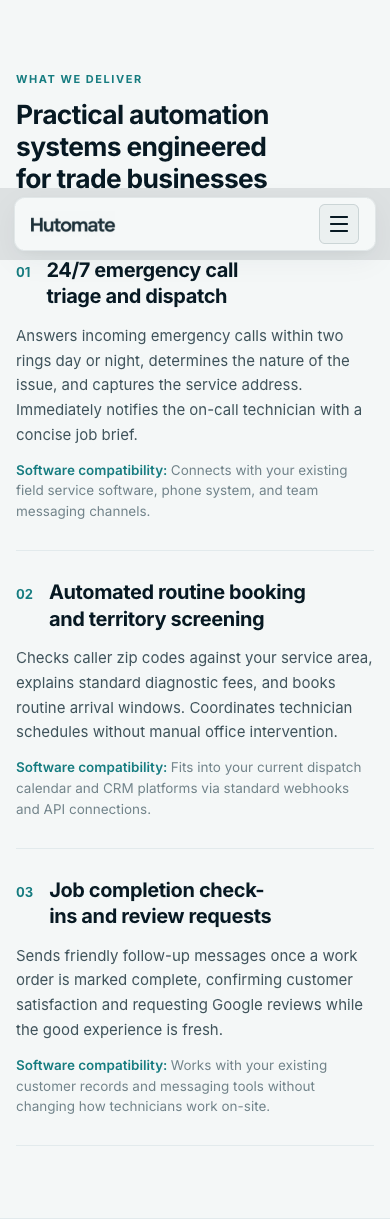 WHAT WE DELIVER
Practical automation
systems engineered
for trade businesses
Hutomate
01 24/7 emergency call
triage and dispatch
Answers incoming emergency calls within two
rings day or night, determines the nature of the
issue, and captures the service address.
Immediately notifies the on-call technician with a
concise job brief.
Software compatibility: Connects with your existing
field service software, phone system, and team
messaging channels.
02 Automated routine booking
and territory screening
Checks caller zip codes against your service area,
explains standard diagnostic fees, and books
routine arrival windows. Coordinates technician
schedules without manual office intervention.
Software compatibility: Fits into your current dispatch
calendar and CRM platforms via standard webhooks
and API connections.
03 Job completion check-
ins and review requests
Sends friendly follow-up messages once a work
order is marked complete, confirming customer
satisfaction and requesting Google reviews while
the good experience is fresh.
Software compatibility: Works with your existing
customer records and messaging tools without
changing how technicians work on-site.